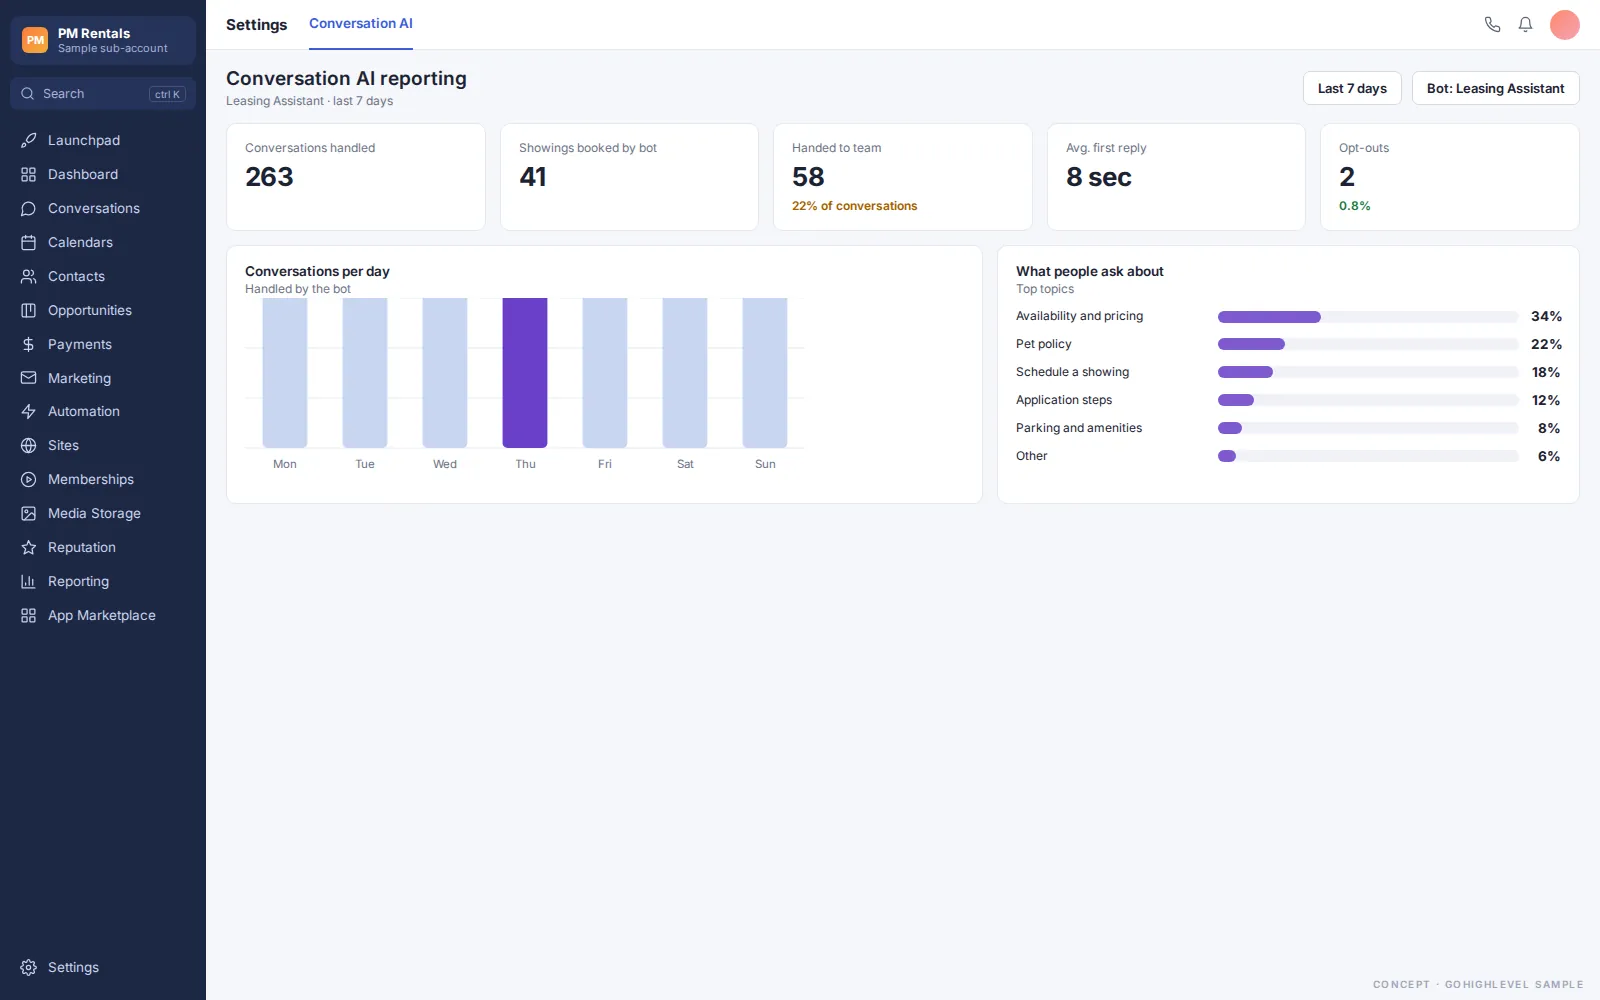 PM
PM Rentals
Sample sub-account
Search
ctrl K
Launchpad
Dashboard
Conversations
Calendars
Contacts
Opportunities
Payments
Marketing
Automation
Sites
Memberships
Media Storage
Reputation
Reporting
App Marketplace
Settings
Settings
Conversation AI
Conversation AI reporting
Leasing Assistant · last 7 days
Last 7 days
Bot: Leasing Assistant
Conversations handled
263
Showings booked by bot
41
Handed to team
58
22% of conversations
Avg. first reply
8 sec
Opt-outs
2
0.8%
Conversations per day
Handled by the bot
Mon Tue Wed Thu Fri Sat Sun
What people ask about
Top topics
Availability and pricing 34%
Pet policy 22%
Schedule a showing 18%
Application steps 12%
Parking and amenities 8%
Other 6%
CONCEPT · GOHIGHLEVEL SAMPLE